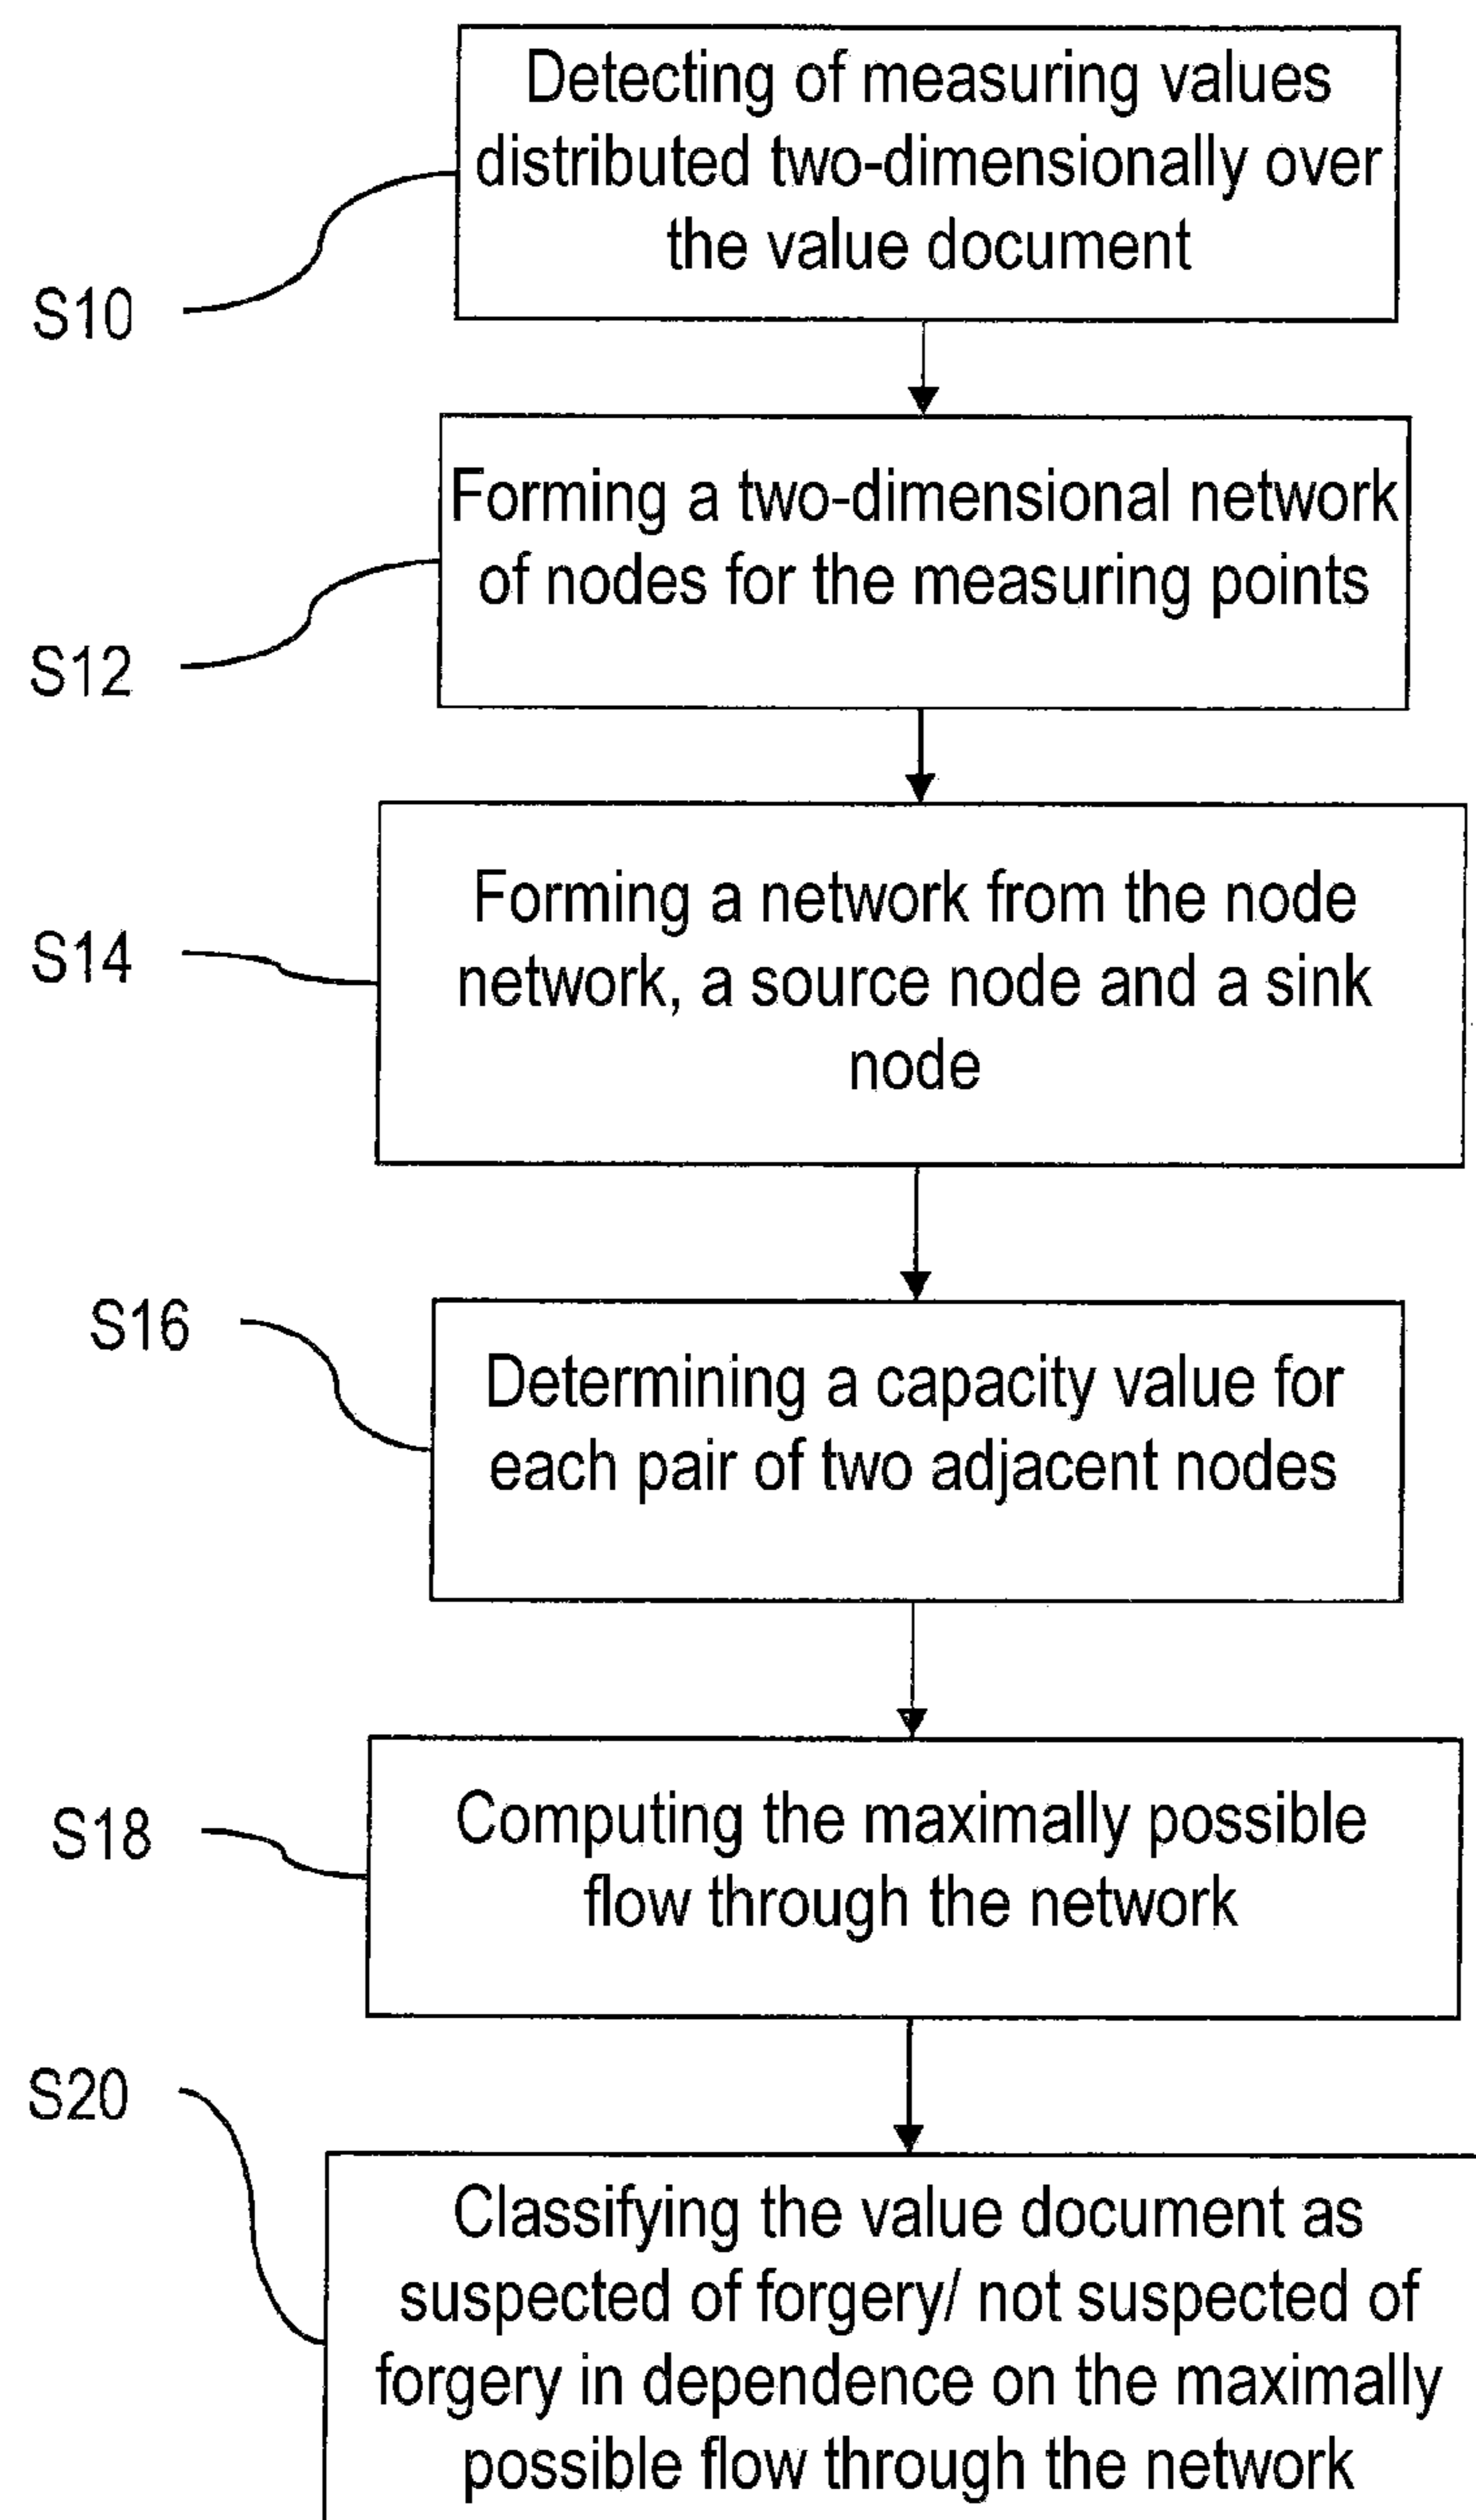 Detecting of measuring values
distributed two-dimensionally over
the value document
S10
Forming a two-dimensional network
of nodes for the measuring points
S12
Forming a network from the node
network, a source node and a sink
node
S14
S16
Determining a capacity value for
each pair of two adjacent nodes
Computing the maximally possible
flow through the network
S18
S20
Classifying the value document as
suspected of forgery/ not suspected of
forgery in dependence on the maximally
possible flow through the network